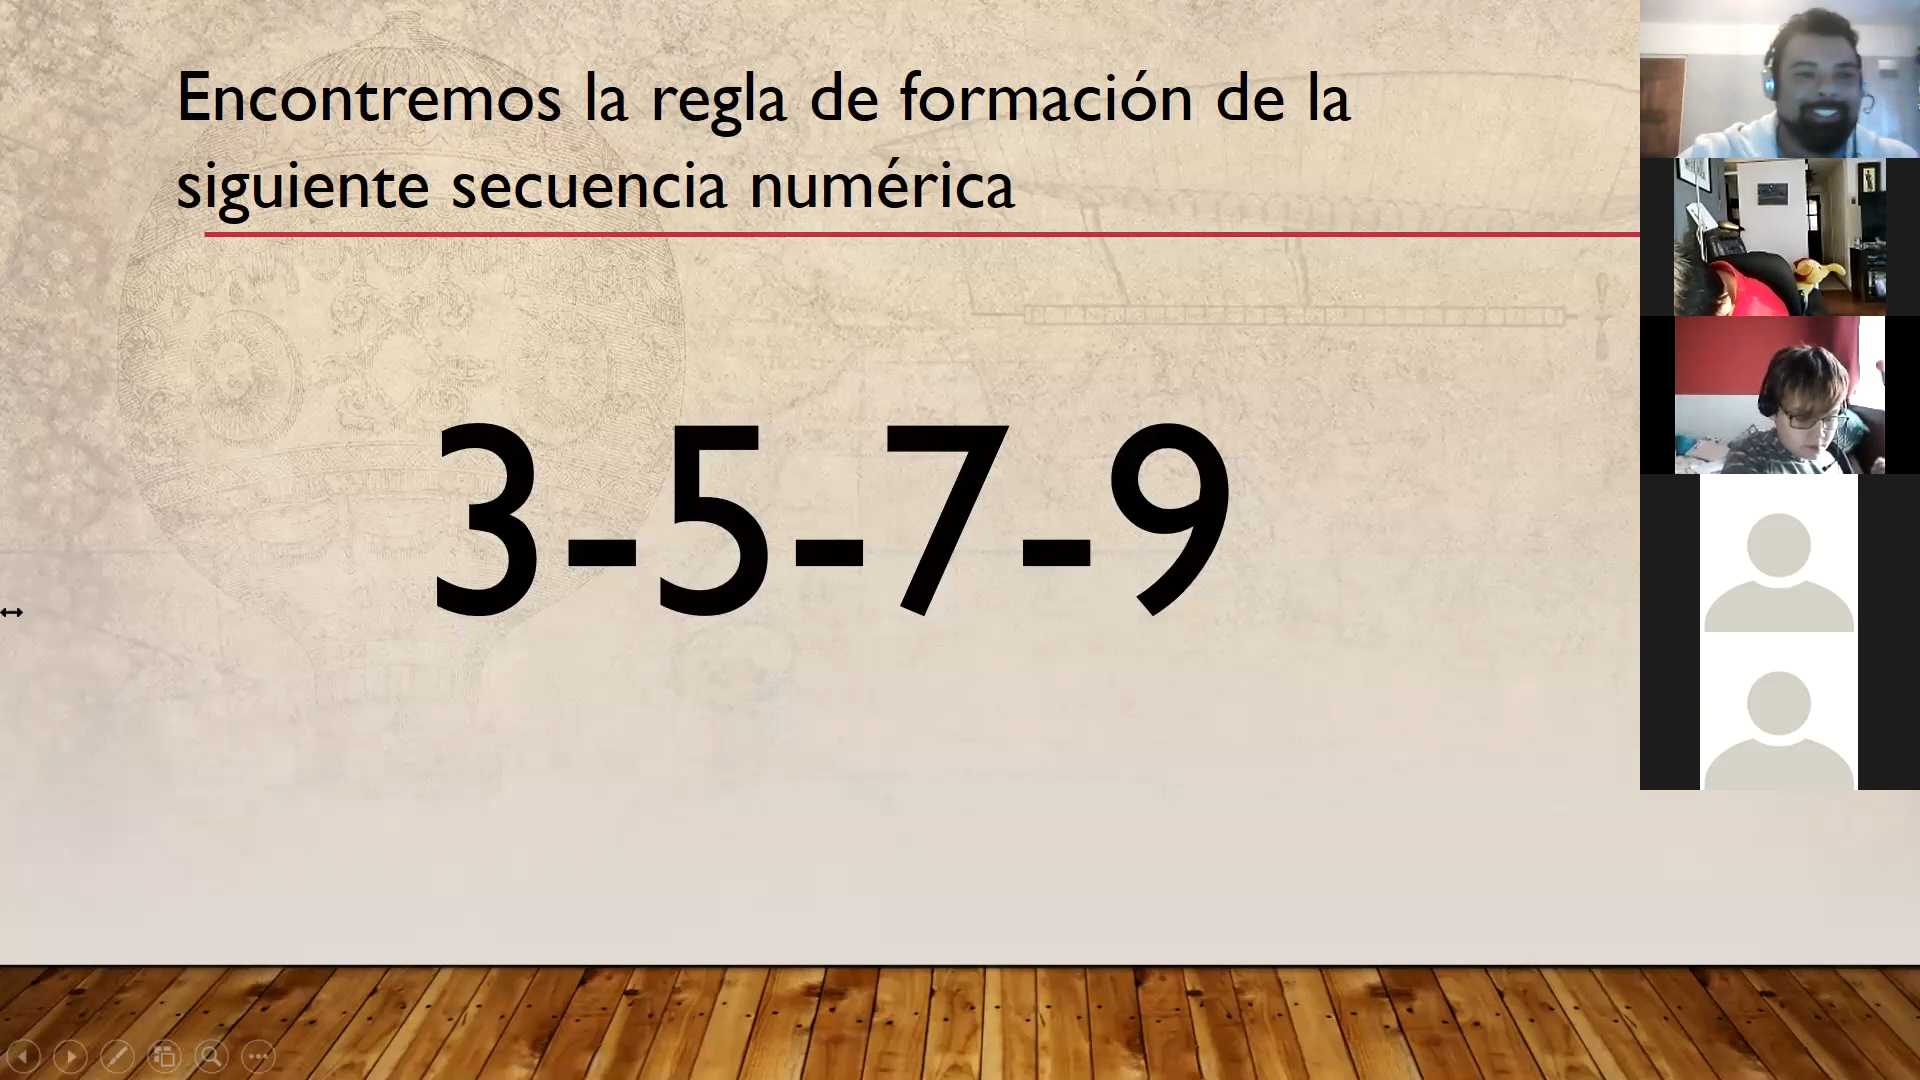 Encontremos la regla de formación de la
siguiente secuencia numérica
3-5-7-9